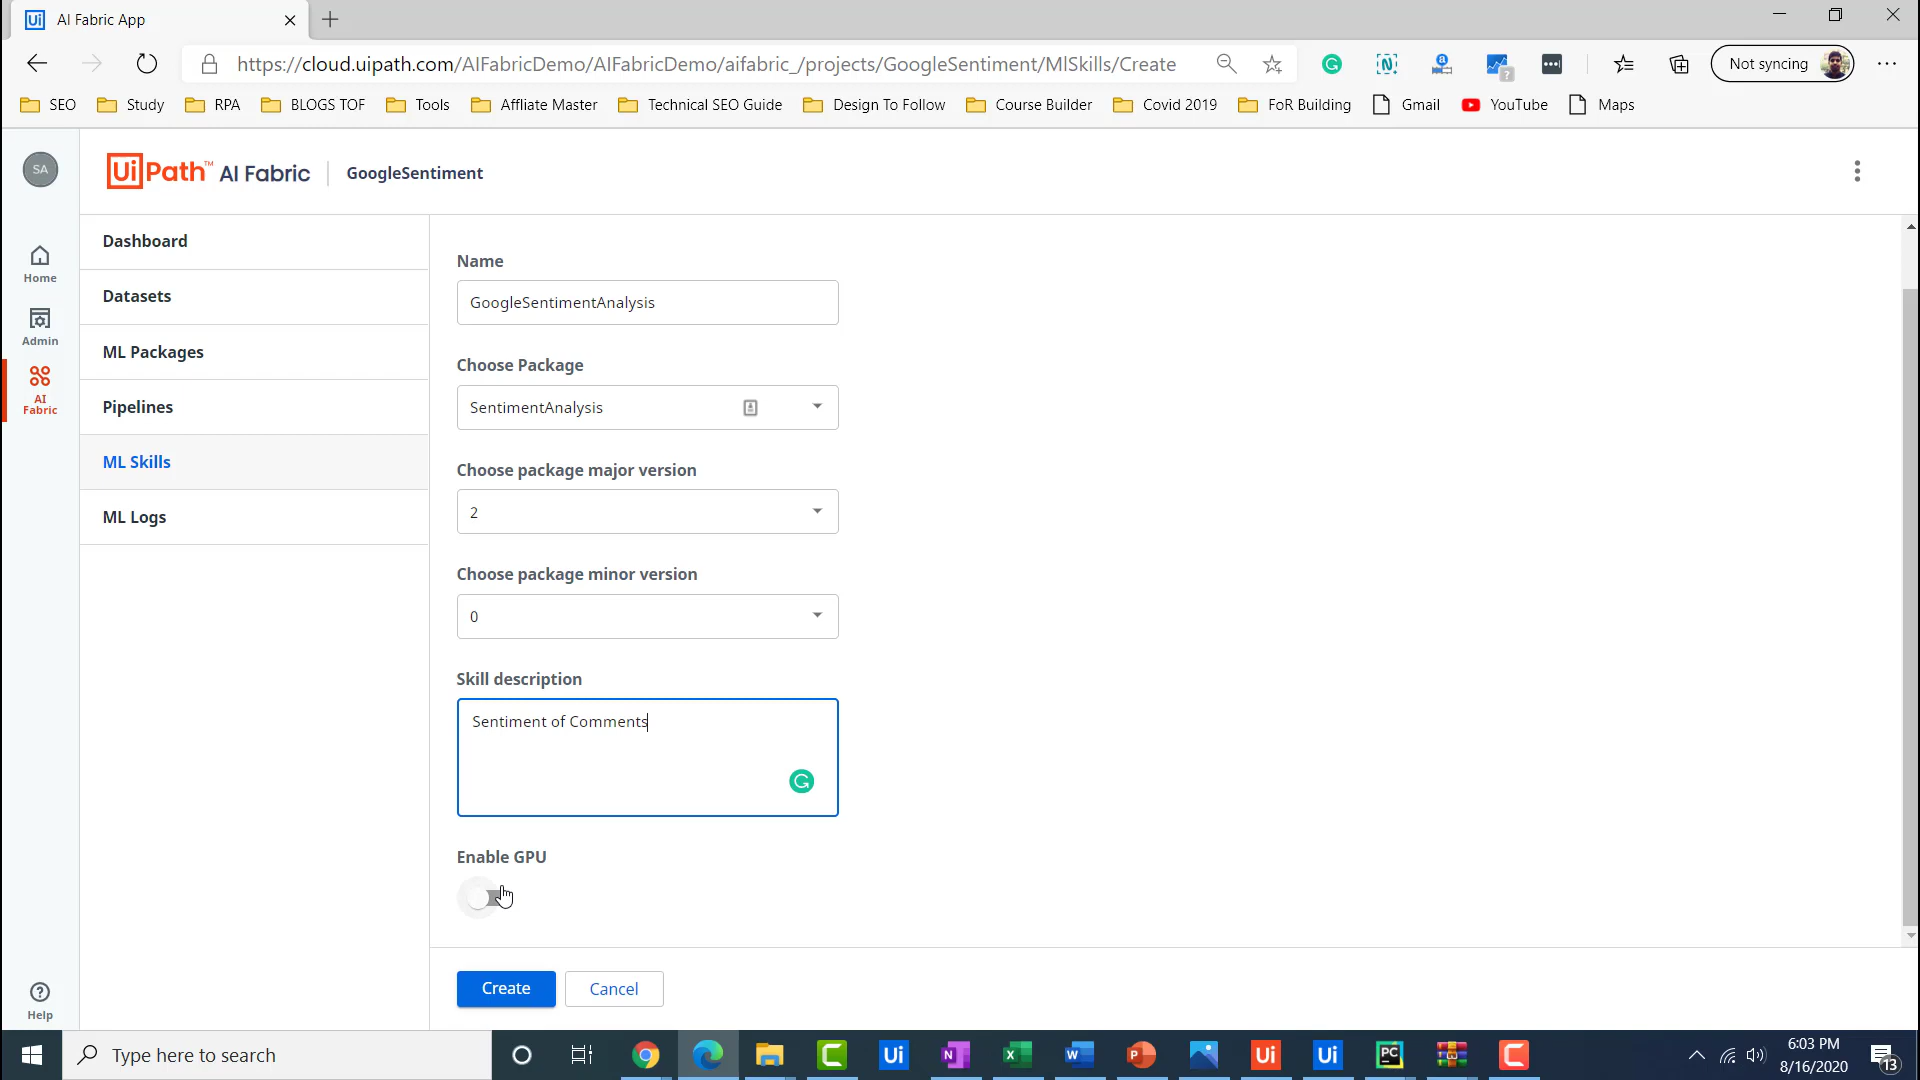 AI Fabric App
https://cloud.uipath.com/AIFabricDemo/AIFabricDemo/aifabric_/projects/GoogleSentiment/MlSkills/Create
Not syncing
SEO Study RPA BLOGS TOF Tools Affliate Master Technical SEO Guide Design To Follow Course Builder Covid 2019 FoR Building Gmail YouTube Maps
SA
UiPath™ AI Fabric GoogleSentiment
Home
Admin
AI Fabric
Help
Dashboard
Datasets
ML Packages
Pipelines
ML Skills
ML Logs
Name
GoogleSentimentAnalysis
Choose Package
SentimentAnalysis
Choose package major version
2
Choose package minor version
0
Skill description
Sentiment of Comments
Enable GPU
Create Cancel
Type here to search
6:03 PM
8/16/2020
13